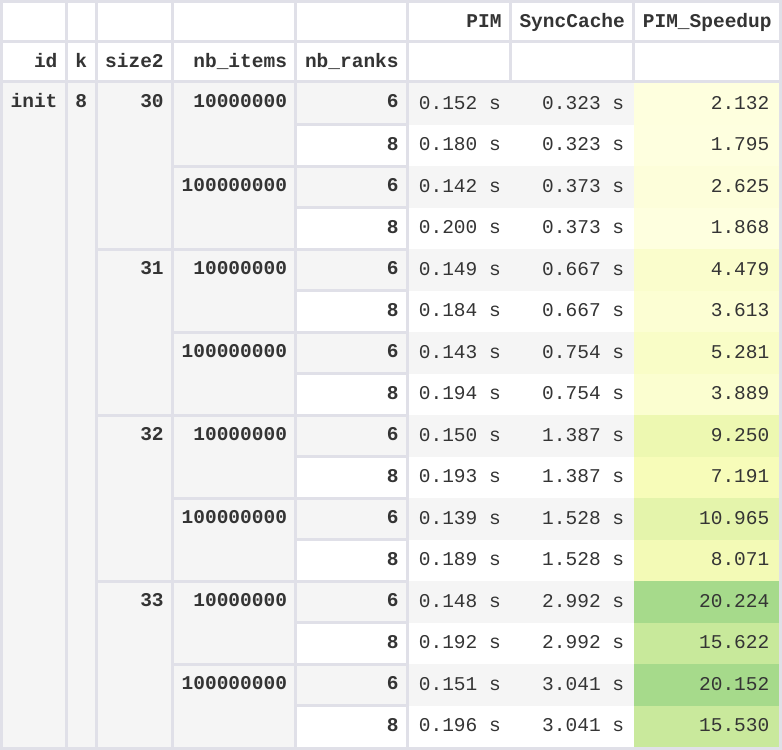 PIM SyncCache PIM_Speedup
id k size2 nb_items nb_ranks
init 8 30 10000000 6 0.152 s 0.323 s 2.132
8 0.180 s 0.323 s 1.795
100000000 6 0.142 s 0.373 s 2.625
8 0.200 s 0.373 s 1.868
31 10000000 6 0.149 s 0.667 s 4.479
8 0.184 s 0.667 s 3.613
100000000 6 0.143 s 0.754 s 5.281
8 0.194 s 0.754 s 3.889
32 10000000 6 0.150 s 1.387 s 9.250
8 0.193 s 1.387 s 7.191
100000000 6 0.139 s 1.528 s 10.965
8 0.189 s 1.528 s 8.071
33 10000000 6 0.148 s 2.992 s 20.224
8 0.192 s 2.992 s 15.622
100000000 6 0.151 s 3.041 s 20.152
8 0.196 s 3.041 s 15.530